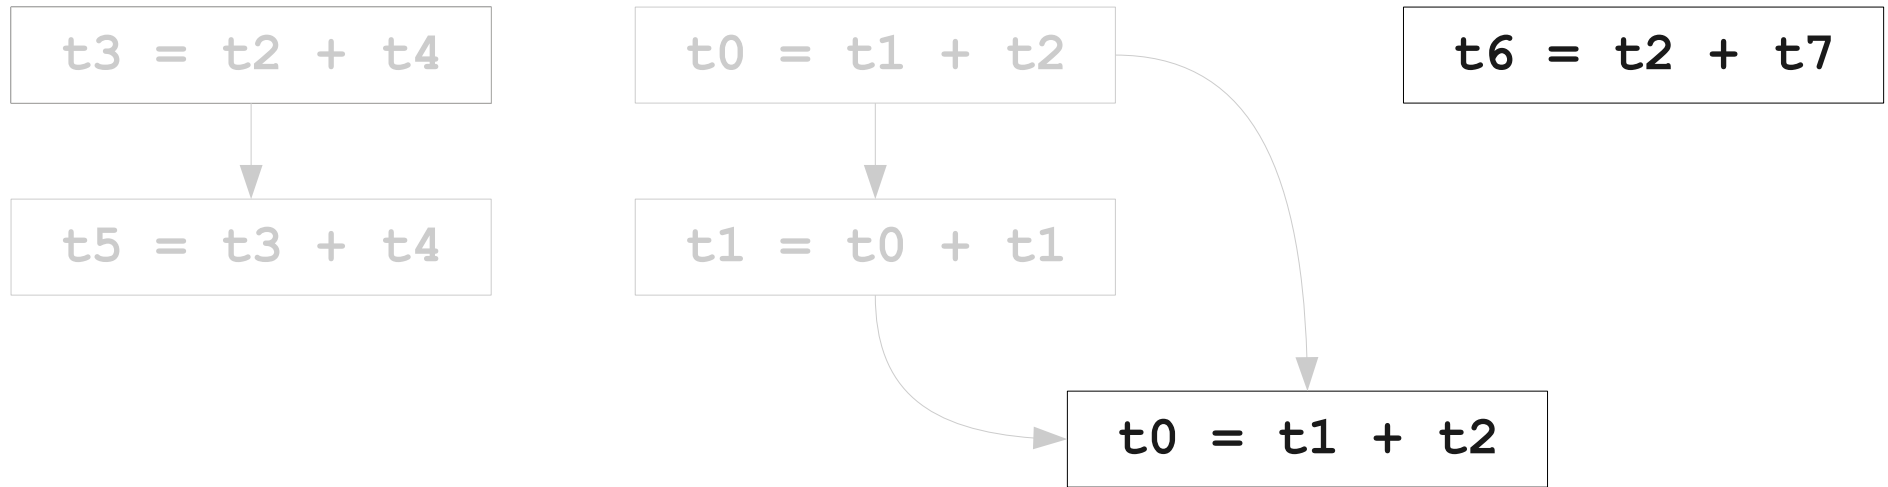 t3 = t2 + t4
t0 = t1 + t2
t6 = t2 + t7
t5 = t3 + t4
t1 = t0 + t1
t0 = t1 + t2